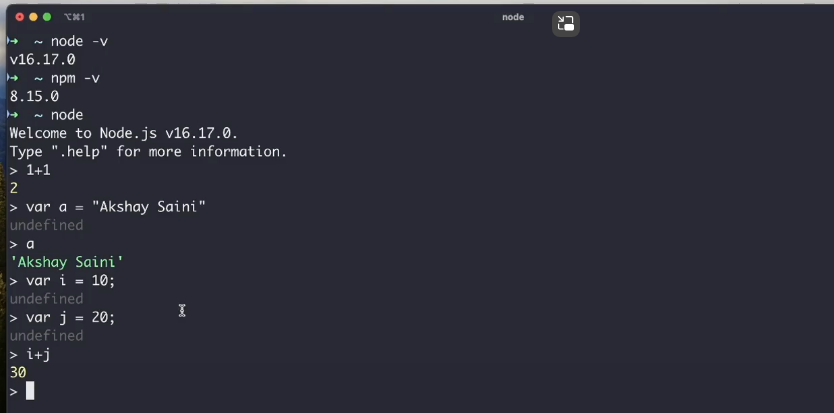 ⌥⌘1 node
➜ ~ node -v
v16.17.0
➜ ~ npm -v
8.15.0
➜ ~ node
Welcome to Node.js v16.17.0.
Type ".help" for more information.
> 1+1
2
> var a = "Akshay Saini"
undefined
> a
'Akshay Saini'
> var i = 10;
undefined
> var j = 20;
undefined
> i+j
30
>